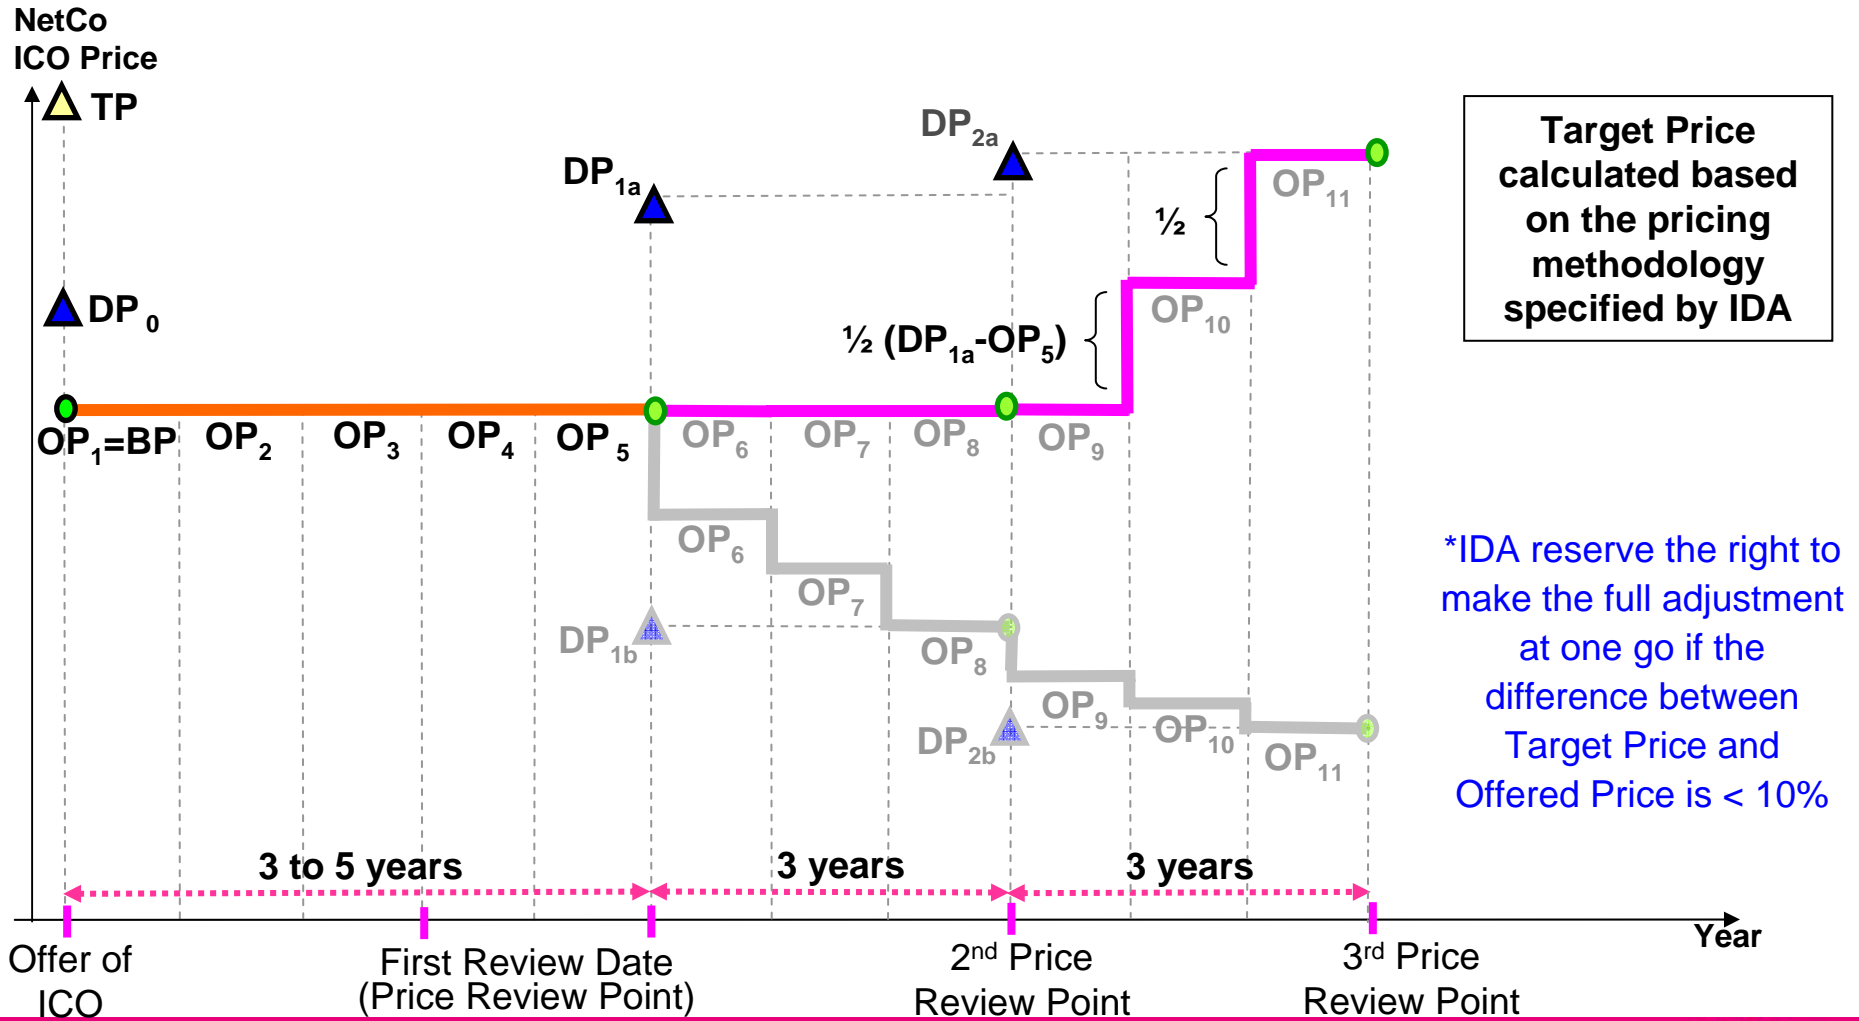 NetCo
ICO Price
TP
DP2a
DP1a
Target Price
calculated based
on the pricing
methodology
specified by IDA
OP11
½
DP0
OP10
½ (DP1a-OP5)
OP1=BP OP2 OP3 OP4 OP5 OP6 OP7 OP8 OP9
OP6
OP7
DP1b
OP8
OP9
DP2b
OP10
OP11
*IDA reserve the right to
make the full adjustment
at one go if the
difference between
Target Price and
Offered Price is < 10%
3 to 5 years 3 years 3 years
Year
Offer of
ICO
First Review Date
(Price Review Point)
2nd Price
Review Point
3rd Price
Review Point